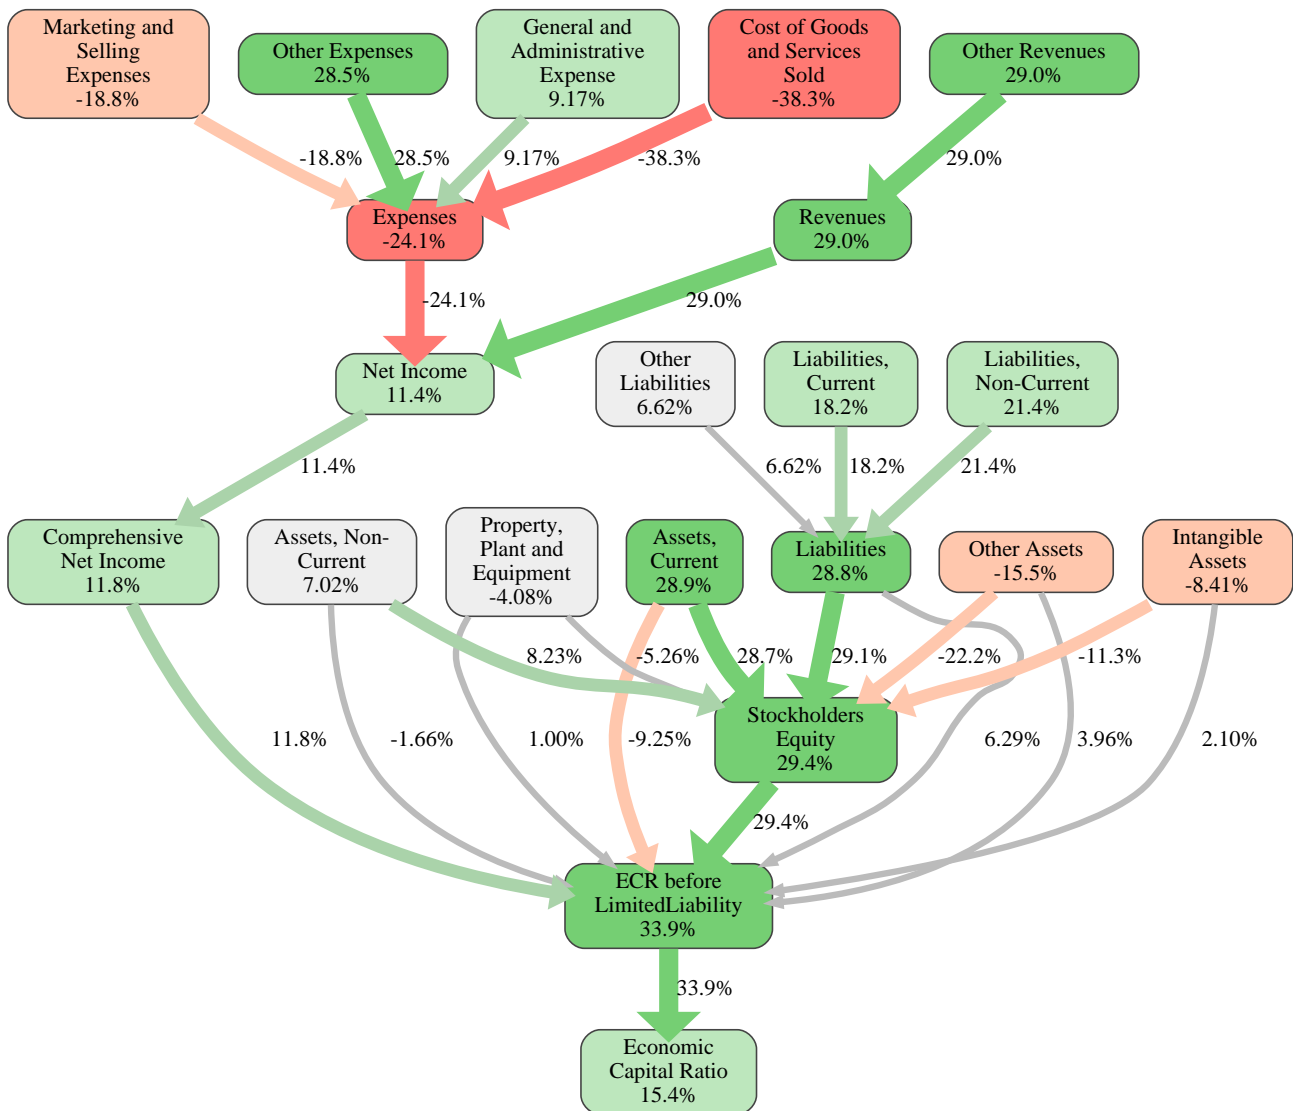 Marketing and
Selling
Expenses
-18.8%
Other Expenses
28.5%
General and
Administrative
Expense
9.17%
Cost of Goods
and Services
Sold
-38.3%
Other Revenues
29.0%
-18.8%
28.5%
9.17%
-38.3%
29.0%
Expenses
-24.1%
Revenues
29.0%
-24.1%
29.0%
Net Income
11.4%
Other
Liabilities
6.62%
Liabilities,
Current
18.2%
Liabilities,
Non-Current
21.4%
11.4%
6.62%
18.2%
21.4%
Comprehensive
Net Income
11.8%
Assets, Non-
Current
7.02%
Property,
Plant and
Equipment
-4.08%
Assets,
Current
28.9%
Liabilities
28.8%
Other Assets
-15.5%
Intangible
Assets
-8.41%
8.23%
-5.26%
28.7%
29.1%
-22.2%
-11.3%
Stockholders
Equity
29.4%
11.8%
-1.66%
1.00%
-9.25%
6.29%
3.96%
2.10%
29.4%
ECR before
LimitedLiability
33.9%
33.9%
Economic
Capital Ratio
15.4%